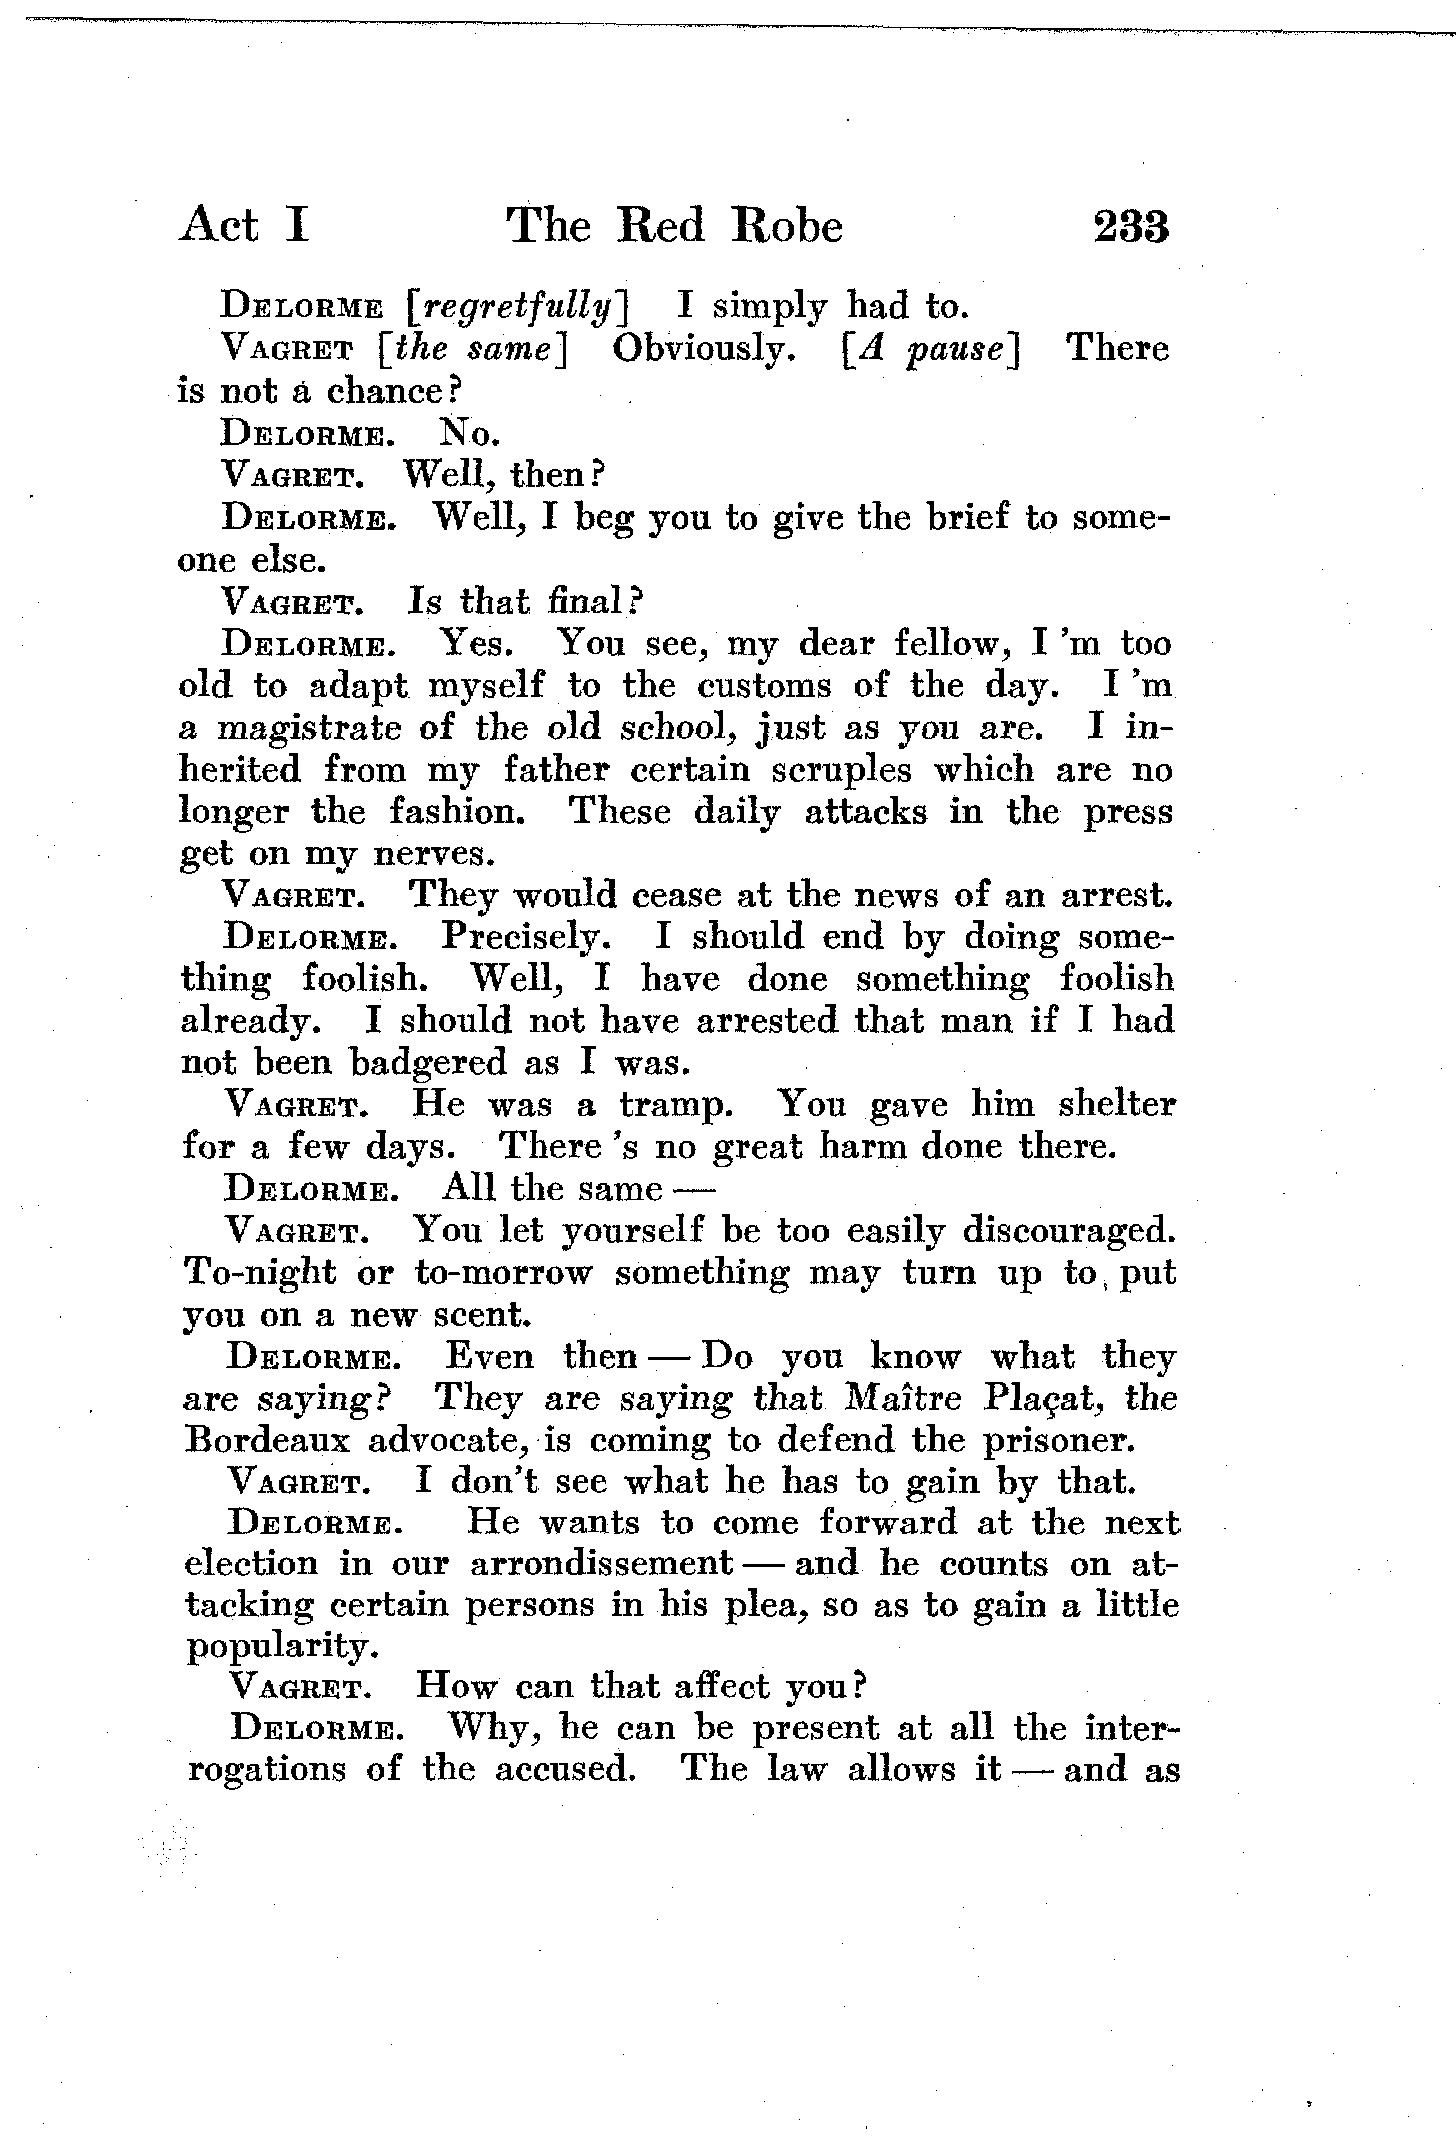 Act I The Red Robe 233
DELORME [regretfully] I simply had to.
VAGRET [the same] Obviously. [A pause] There
is not a chance?
DELORME. No.
VAGRET. Well, then?
DELORME. Well, I beg you to give the brief to some-
one else.
VAGRET. Is that final?
DELORME. Yes. You see, my dear fellow, I 'm too
old to adapt myself to the customs of the day. I 'm
a magistrate of the old school, just as you are. I in-
herited from my father certain scruples which are no
longer the fashion. These daily attacks in the press
get on my nerves.
VAGRET. They would cease at the news of an arrest.
DELORME. Precisely. I should end by doing some-
thing foolish. Well, I have done something foolish
already. I should not have arrested that man if I had
not been badgered as I was.
VAGRET. He was a tramp. You gave him shelter
for a few days. There 's no great harm done there.
DELORME. All the same —
VAGRET. You let yourself be too easily discouraged.
To-night or to-morrow something may turn up to put
you on a new scent.
DELORME. Even then — Do you know what they
are saying? They are saying that Maître Plaçat, the
Bordeaux advocate, is coming to defend the prisoner.
VAGRET. I don't see what he has to gain by that.
DELORME. He wants to come forward at the next
election in our arrondissement — and he counts on at-
tacking certain persons in his plea, so as to gain a little
popularity.
VAGRET. How can that affect you?
DELORME. Why, he can be present at all the inter-
rogations of the accused. The law allows it — and as